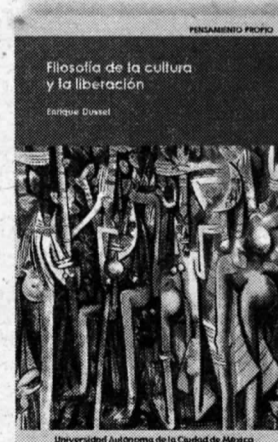 PENSAMIENTO PROPIO
Filosofía de la cultura
y la liberación
Enrique Dussel
Universidad Autónoma de la Ciudad de México